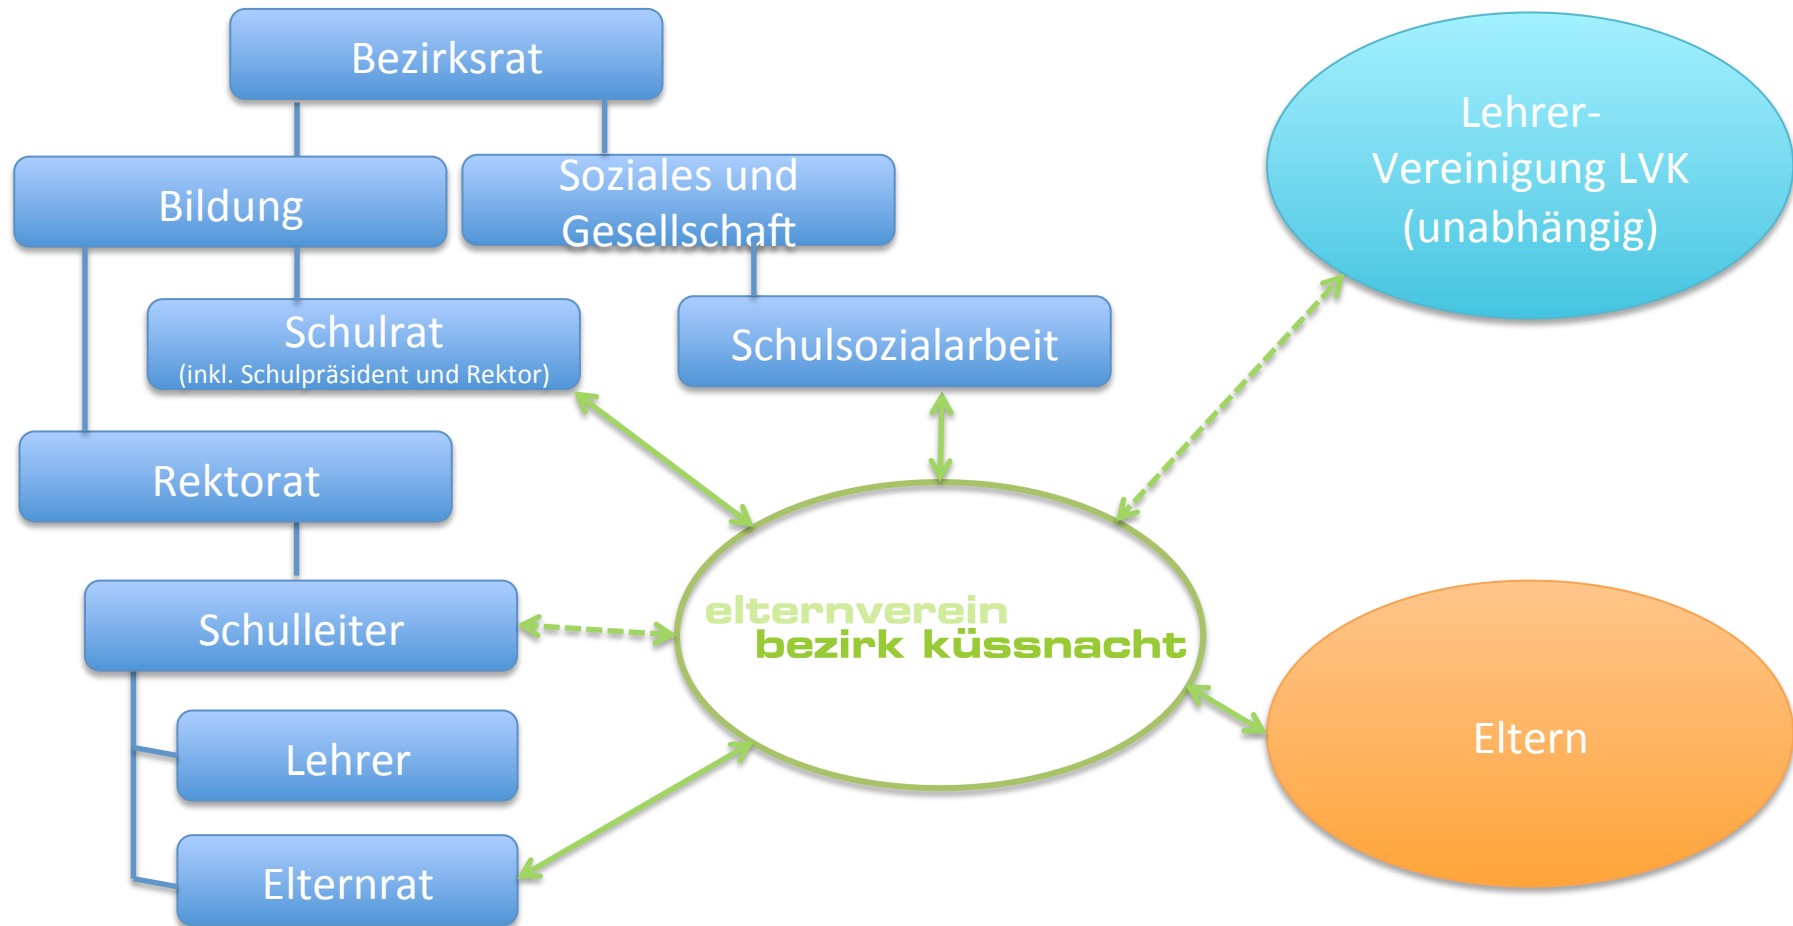 Bezirksrat
Bildung
Soziales und
Gesellschaft
Schulrat
(inkl. Schulpräsident und Rektor)
Schulsozialarbeit
Rektorat
Schulleiter
Lehrer
Elternrat
elternverein
bezirk küssnacht
Lehrer-
Vereinigung LVK
(unabhängig)
Eltern